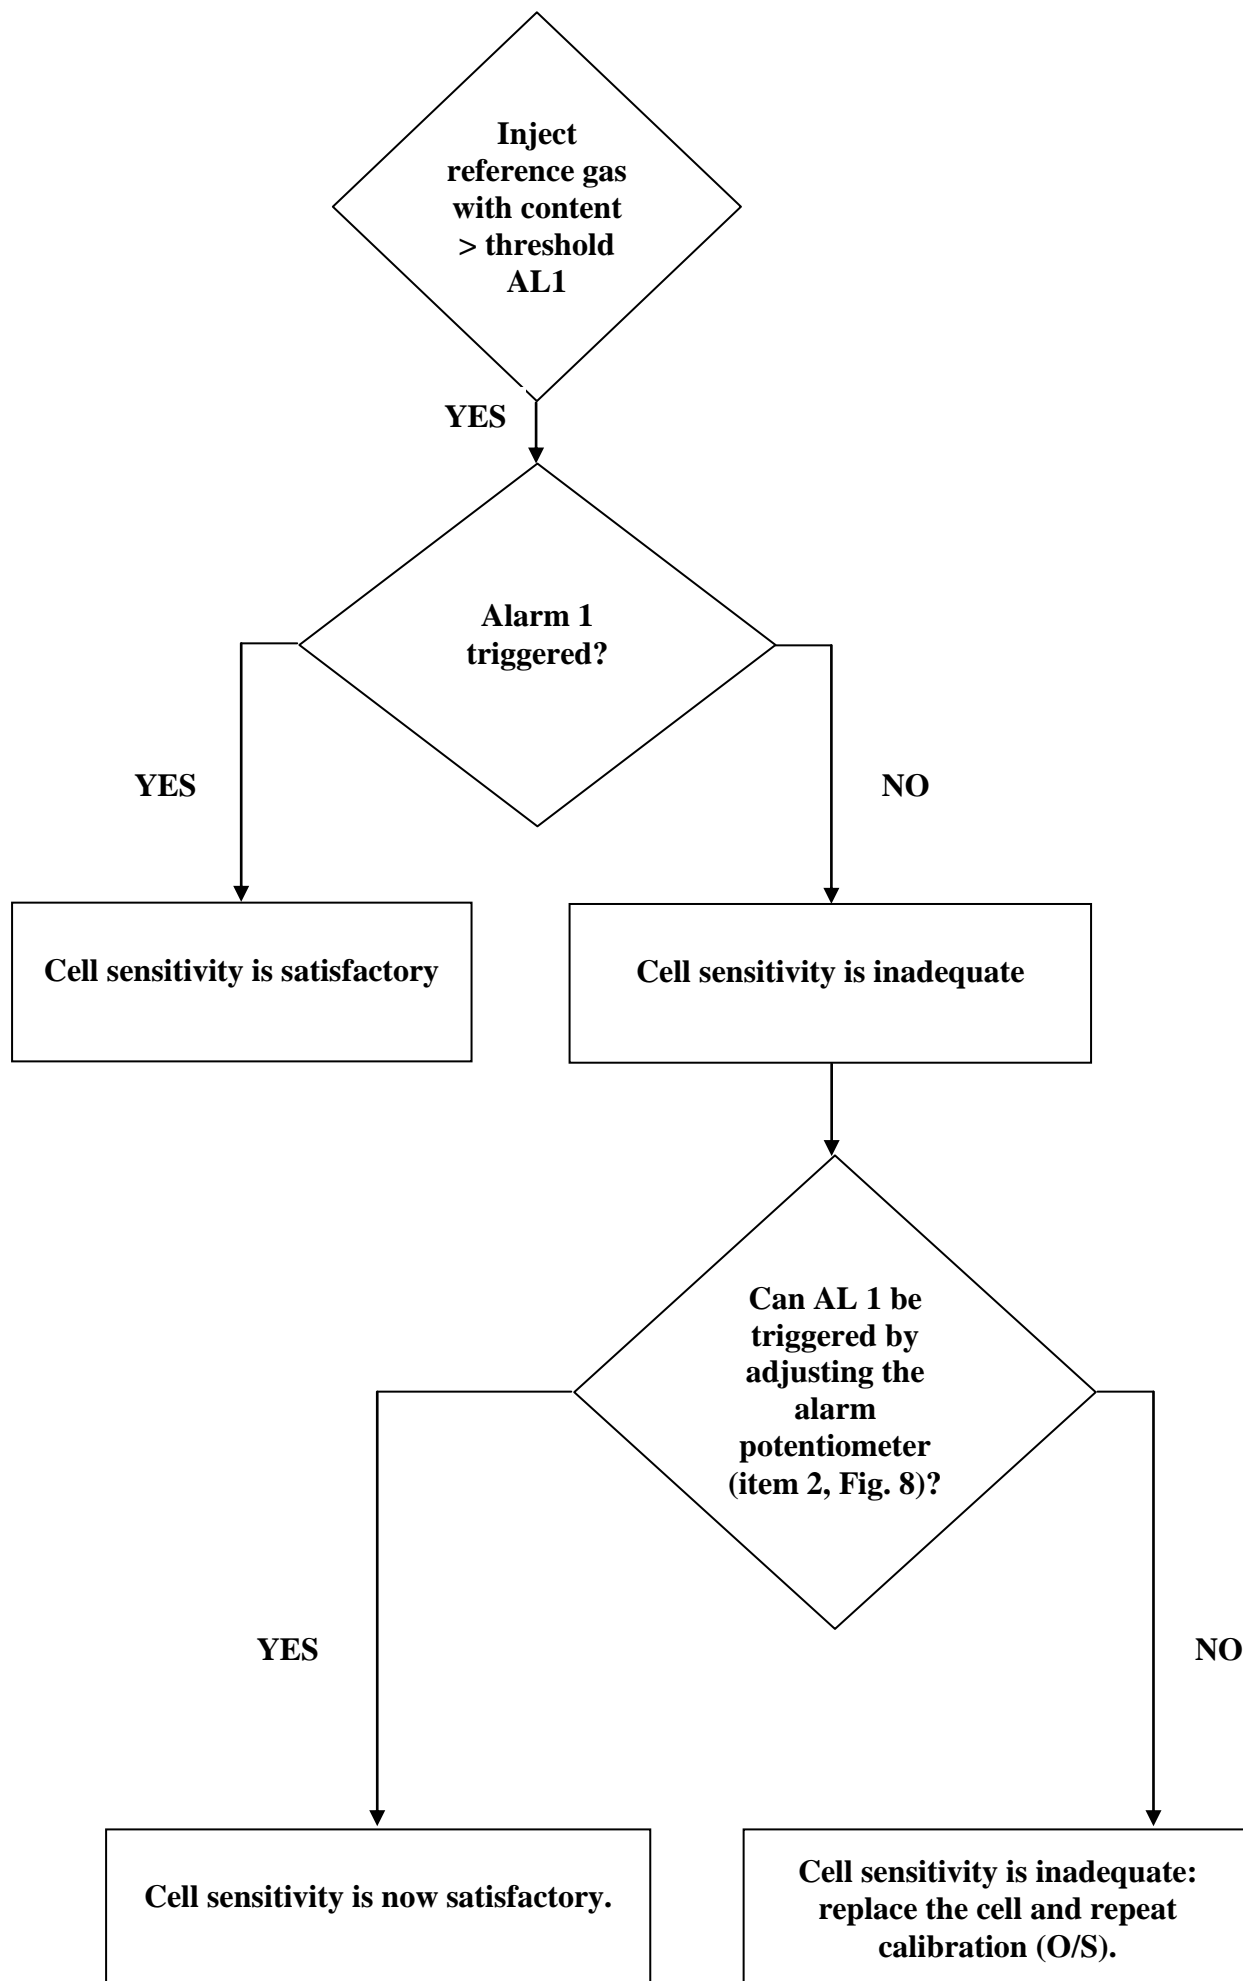 Inject
reference gas
with content
> threshold
AL1
YES
Alarm 1
triggered?
YES
NO
Cell sensitivity is satisfactory
Cell sensitivity is inadequate
Can AL 1 be
triggered by
adjusting the
alarm
potentiometer
(item 2, Fig. 8)?
YES
NO
Cell sensitivity is now satisfactory.
Cell sensitivity is inadequate:
replace the cell and repeat
calibration (O/S).